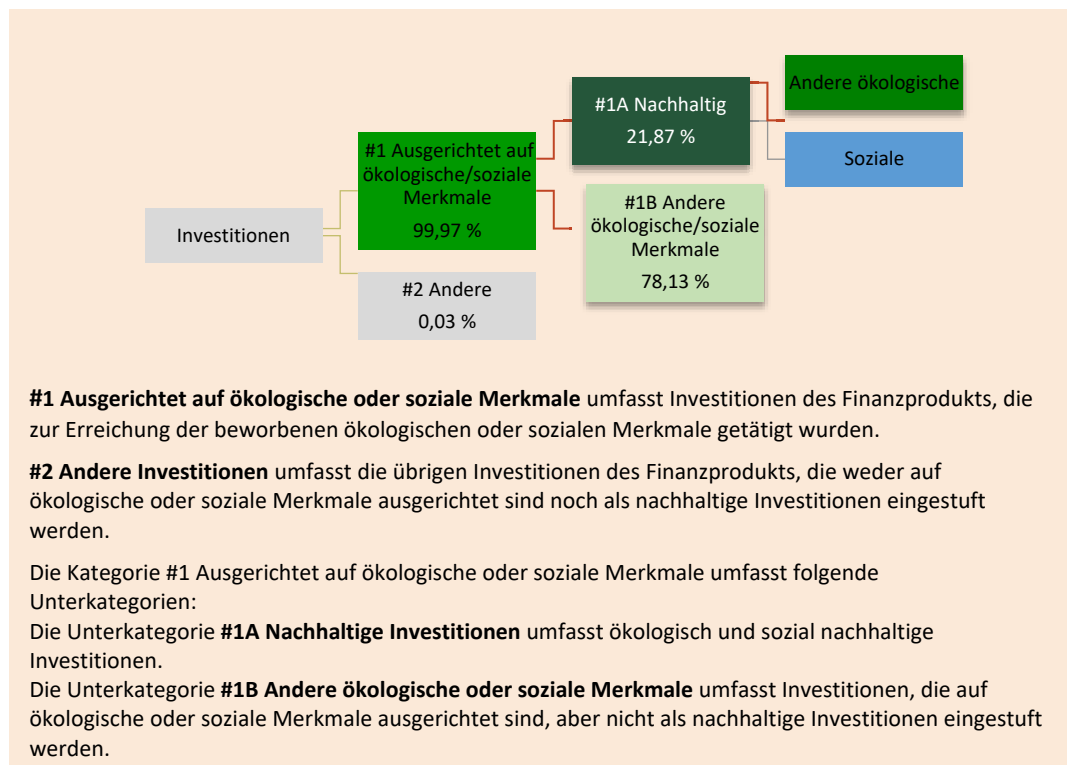 Investitionen
#1 Ausgerichtet auf
ökologische/soziale
Merkmale
99,97 %
#2 Andere
0,03 %
#1A Nachhaltig
21,87 %
#1B Andere
ökologische/soziale
Merkmale
78,13 %
Andere ökologische
Soziale
#1 Ausgerichtet auf ökologische oder soziale Merkmale umfasst Investitionen des Finanzprodukts, die
zur Erreichung der beworbenen ökologischen oder sozialen Merkmale getätigt wurden.
#2 Andere Investitionen umfasst die übrigen Investitionen des Finanzprodukts, die weder auf
ökologische oder soziale Merkmale ausgerichtet sind noch als nachhaltige Investitionen eingestuft
werden.
Die Kategorie #1 Ausgerichtet auf ökologische oder soziale Merkmale umfasst folgende
Unterkategorien:
Die Unterkategorie #1A Nachhaltige Investitionen umfasst ökologisch und sozial nachhaltige
Investitionen.
Die Unterkategorie #1B Andere ökologische oder soziale Merkmale umfasst Investitionen, die auf
ökologische oder soziale Merkmale ausgerichtet sind, aber nicht als nachhaltige Investitionen eingestuft
werden.